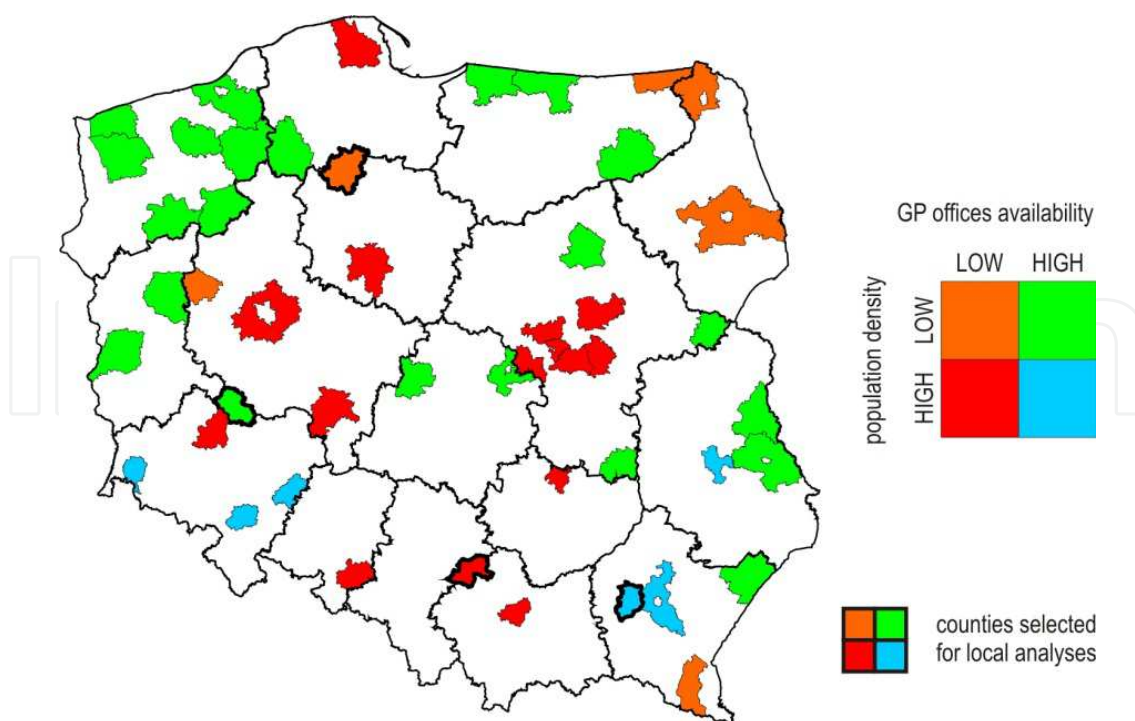 GP offices availability
LOW HIGH
population density
LOW
HIGH
counties selected
for local analyses